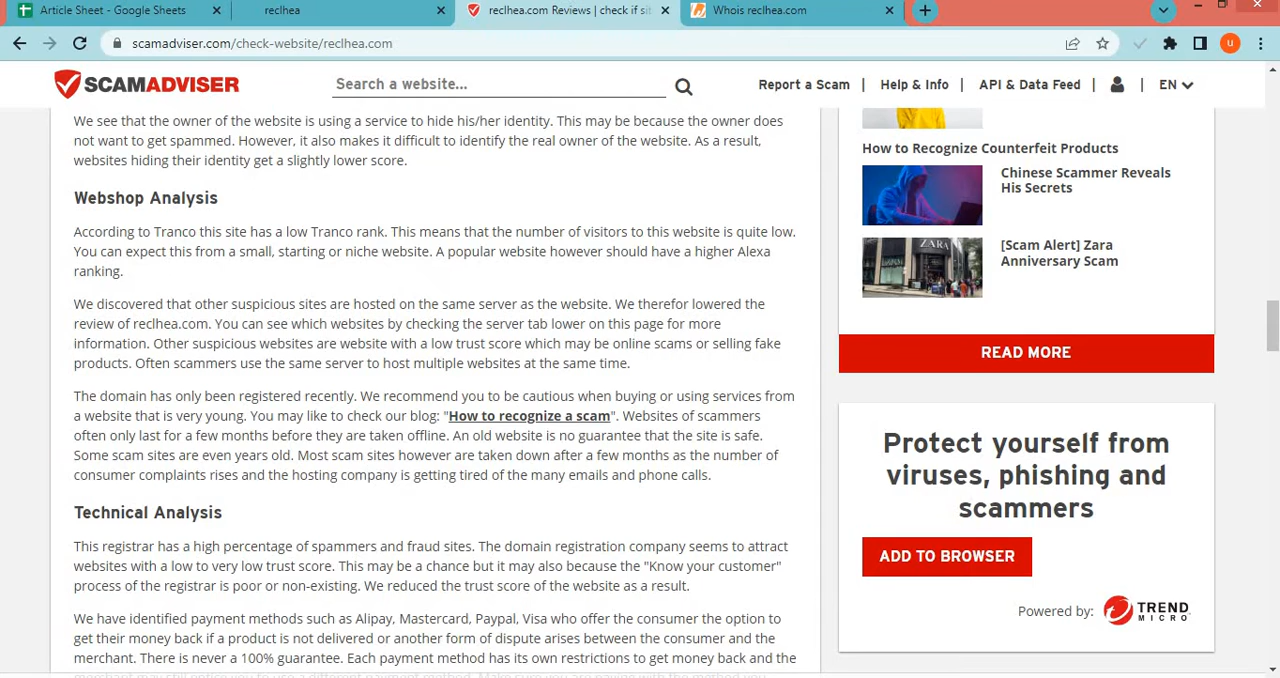 Article Sheet - Google Sheets
reclhea
reclhea.com Reviews | check if sit
Whois reclhea.com
scamadviser.com/check-website/reclhea.com
u
SCAMADVISER
Search a website...
Report a Scam | Help & Info | API & Data Feed | | EN
We see that the owner of the website is using a service to hide his/her identity. This may be because the owner does
not want to get spammed. However, it also makes it difficult to identify the real owner of the website. As a result,
websites hiding their identity get a slightly lower score.
Webshop Analysis
According to Tranco this site has a low Tranco rank. This means that the number of visitors to this website is quite low.
You can expect this from a small, starting or niche website. A popular website however should have a higher Alexa
ranking.
We discovered that other suspicious sites are hosted on the same server as the website. We therefor lowered the
review of reclhea.com. You can see which websites by checking the server tab lower on this page for more
information. Other suspicious websites are website with a low trust score which may be online scams or selling fake
products. Often scammers use the same server to host multiple websites at the same time.
The domain has only been registered recently. We recommend you to be cautious when buying or using services from
a website that is very young. You may like to check our blog: "How to recognize a scam". Websites of scammers
often only last for a few months before they are taken offline. An old website is no guarantee that the site is safe.
Some scam sites are even years old. Most scam sites however are taken down after a few months as the number of
consumer complaints rises and the hosting company is getting tired of the many emails and phone calls.
Technical Analysis
This registrar has a high percentage of spammers and fraud sites. The domain registration company seems to attract
websites with a low to very low trust score. This may be a chance but it may also because the "Know your customer"
process of the registrar is poor or non-existing. We reduced the trust score of the website as a result.
We have identified payment methods such as Alipay, Mastercard, Paypal, Visa who offer the consumer the option to
get their money back if a product is not delivered or another form of dispute arises between the consumer and the
merchant. There is never a 100% guarantee. Each payment method has its own restrictions to get money back and the
merchant may still notice you to use a different payment method. Make sure you are paying with the method you
How to Recognize Counterfeit Products
Chinese Scammer Reveals
His Secrets
ZARA
[Scam Alert] Zara
Anniversary Scam
READ MORE
Protect yourself from
viruses, phishing and
scammers
ADD TO BROWSER
Powered by:
TREND
MICRO